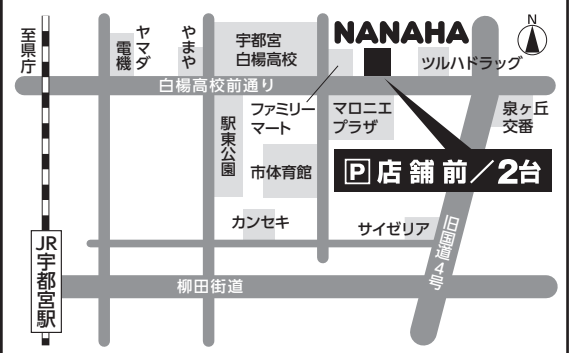 至県庁
ヤマダ
電機
やまや
宇都宮
白楊高校
NANAHA
N
ツルハドラッグ
白楊高校前通り
ファミリー
マート
マロニエ
プラザ
泉ヶ丘
交番
駅東公園
市体育館
P店舗前/2台
カンセキ
サイゼリア
旧国道4号
JR宇都宮駅
柳田街道